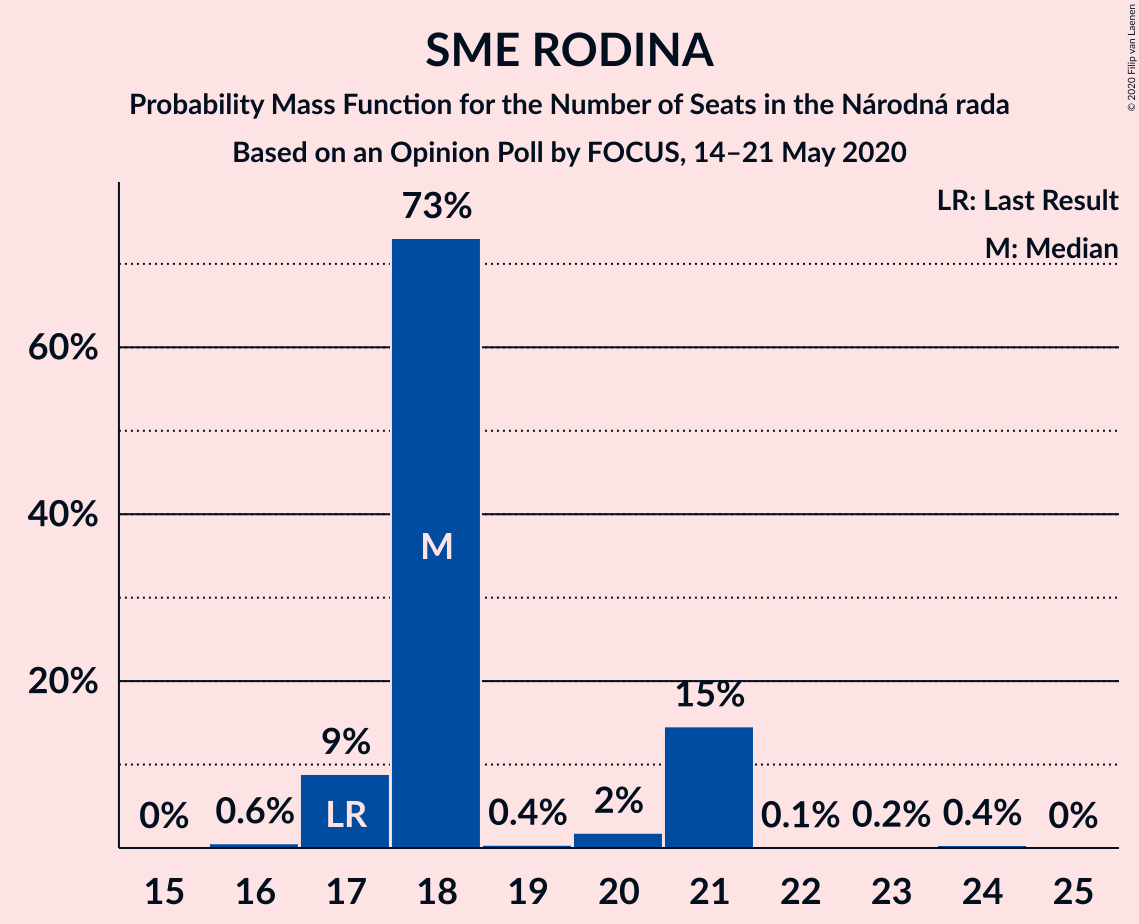 SME RODINA
Probability Mass Function for the Number of Seats in the Národná rada
Based on an Opinion Poll by FOCUS, 14–21 May 2020
© 2020 Filip van Laenen
LR: Last Result
M: Median
60%
40%
20%
0%
0.6%
9%
73%
0.4%
2%
15%
0.1%
0.2%
0.4%
0%
LR
M
15 16 17 18 19 20 21 22 23 24 25